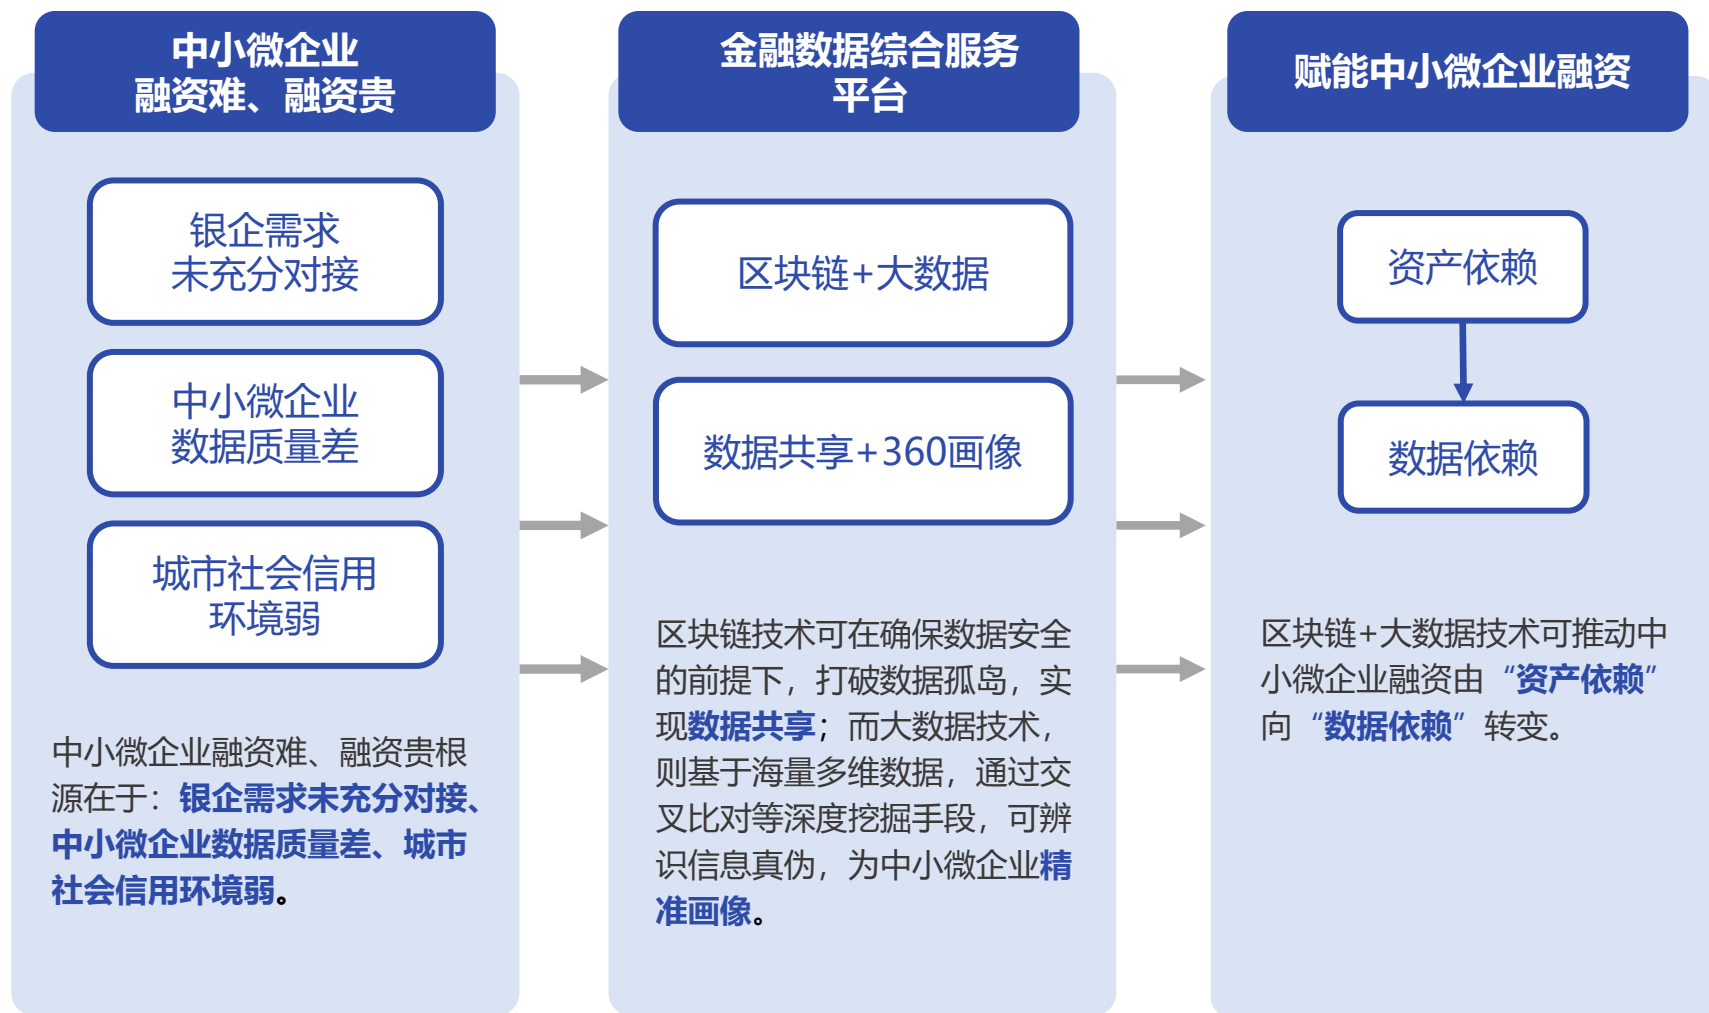 中小微企业
融资难、融资贵
银企需求
未充分对接
中小微企业
数据质量差
城市社会信用
环境弱
中小微企业融资难、融资贵根
源在于：银企需求未充分对接、
中小微企业数据质量差、城市
社会信用环境弱。
金融数据综合服务
平台
区块链+大数据
数据共享+360画像
区块链技术可在确保数据安全
的前提下，打破数据孤岛，实
现数据共享；而大数据技术，
则基于海量多维数据，通过交
叉比对等深度挖掘手段，可辨
识信息真伪，为中小微企业精
准画像。
赋能中小微企业融资
资产依赖
数据依赖
区块链+大数据技术可推动中
小微企业融资由“资产依赖”
向“数据依赖”转变。